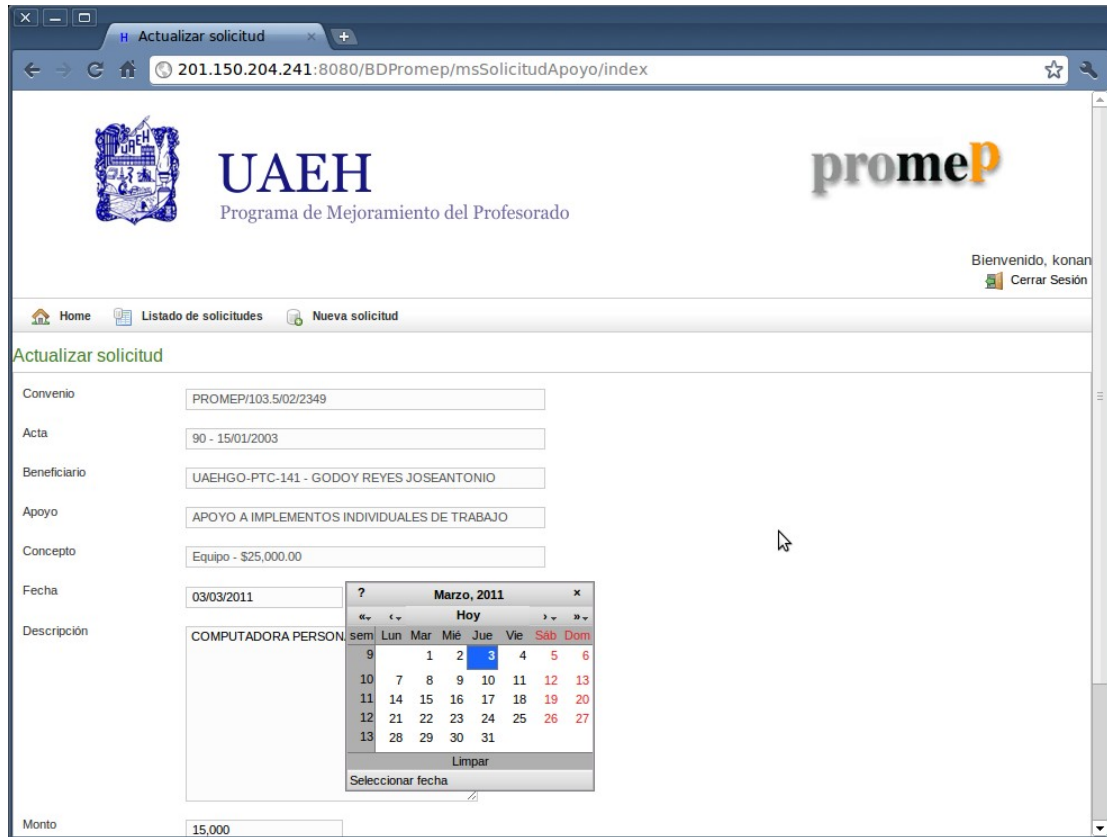 H Actualizar solicitud
201.150.204.241:8080/BDPromep/msSolicitudApoyo/index
UAEH
Programa de Mejoramiento del Profesorado
promep
Bienvenido, konan
Cerrar Sesión
Home Listado de solicitudes Nueva solicitud
Actualizar solicitud
Convenio PROMEP/103.5/02/2349
Acta 90 - 15/01/2003
Beneficiario UAEHGO-PTC-141 - GODOY REYES JOSEANTONIO
Apoyo APOYO A IMPLEMENTOS INDIVIDUALES DE TRABAJO
Concepto Equipo - $25,000.00
Fecha 03/03/2011
Descripción COMPUTADORA PERSONA
? Marzo, 2011 ×
« ‹ Hoy › »
sem Lun Mar Mié Jue Vie Sáb Dom
9 1 2 3 4 5 6
10 7 8 9 10 11 12 13
11 14 15 16 17 18 19 20
12 21 22 23 24 25 26 27
13 28 29 30 31
Limpar
Seleccionar fecha
Monto 15,000